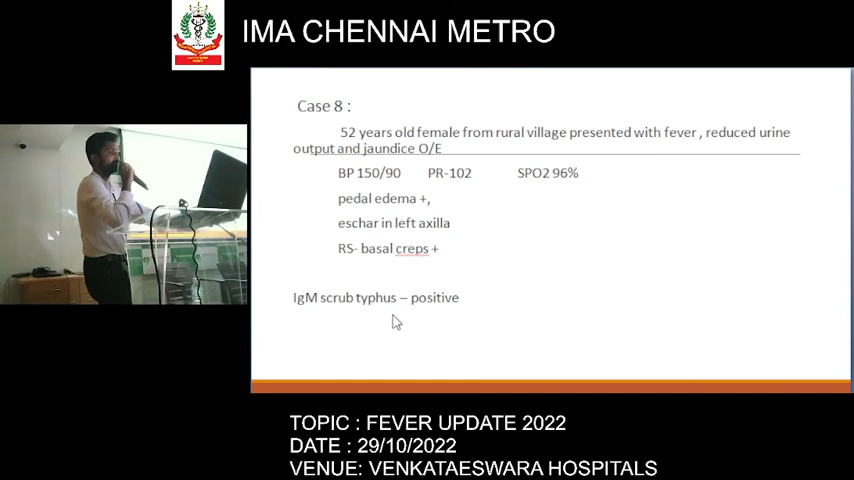 IMA CHENNAI METRO
Case 8 :
52 years old female from rural village presented with fever , reduced urine
output and jaundice O/E
BP 150/90 PR-102 SPO2 96%
pedal edema +,
eschar in left axilla
RS- basal creps +
IgM scrub typhus – positive
TOPIC : FEVER UPDATE 2022
DATE : 29/10/2022
VENUE: VENKATAESWARA HOSPITALS